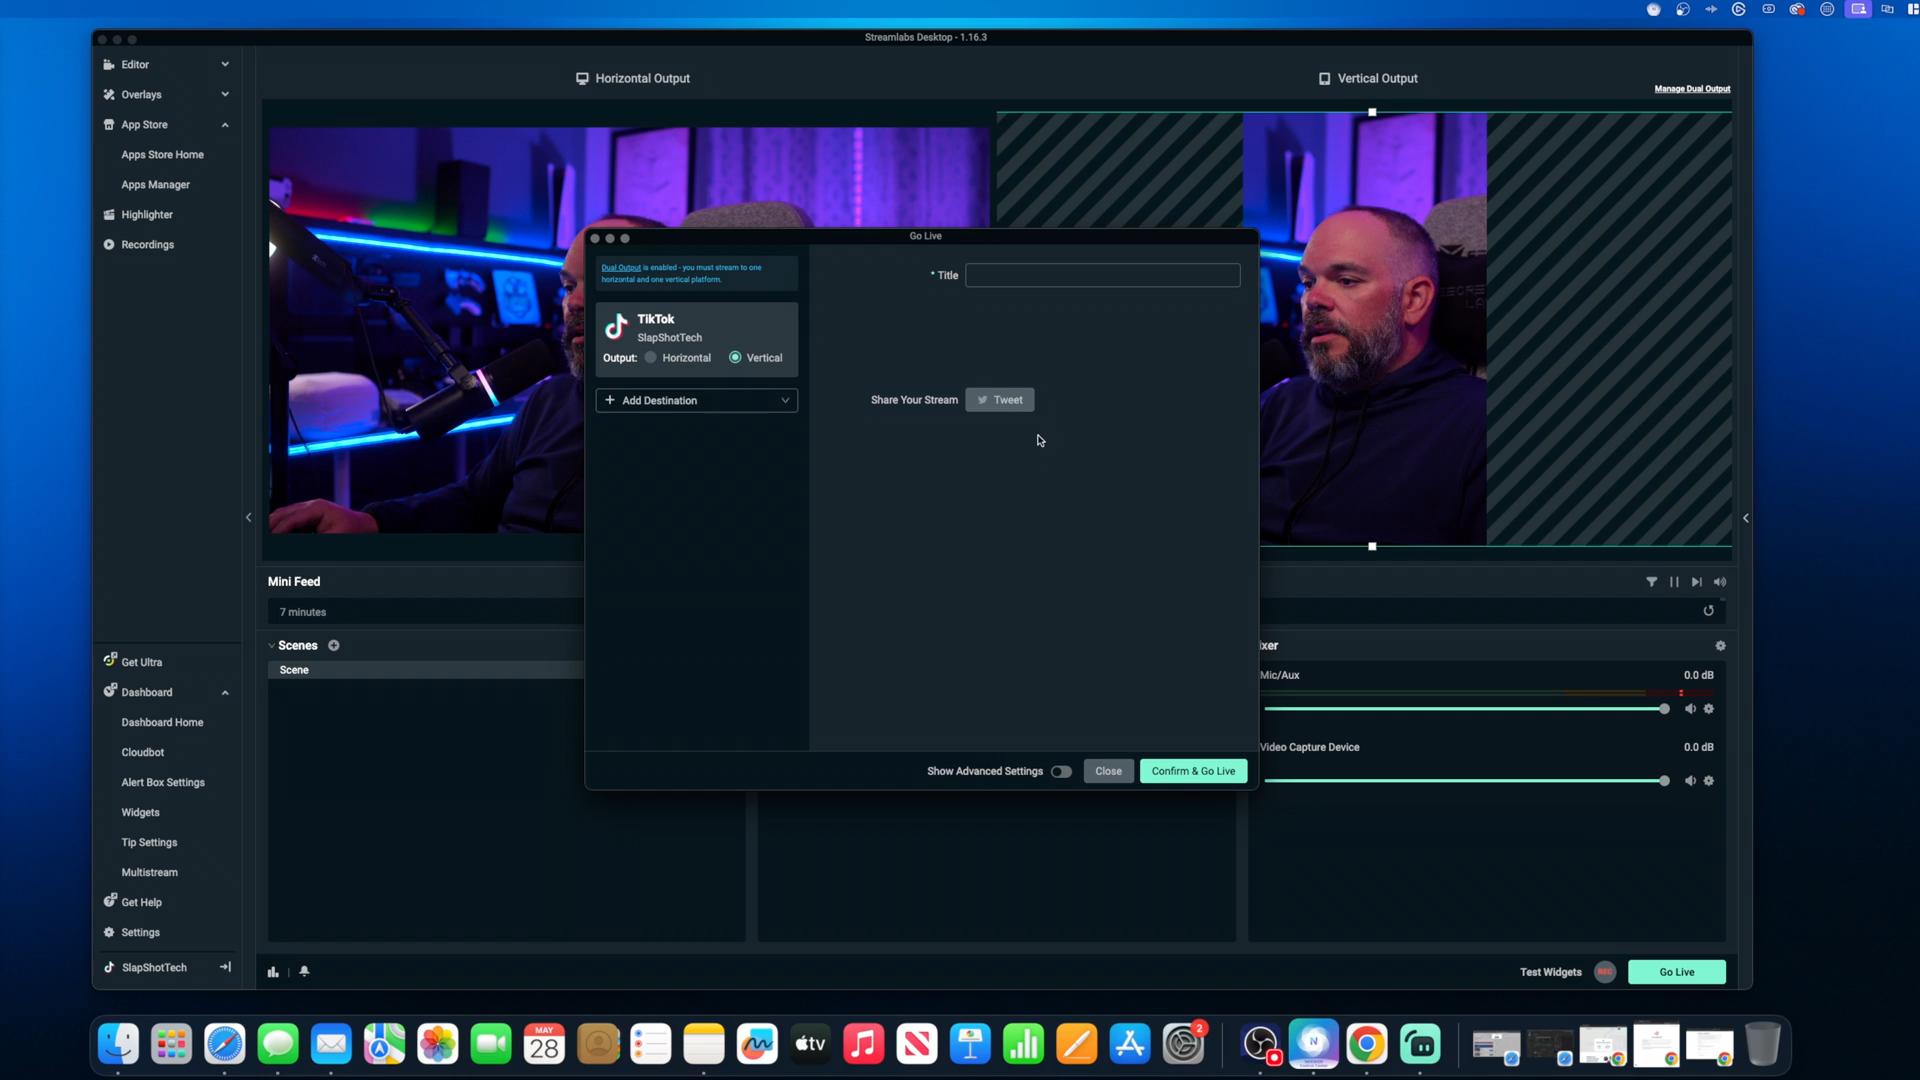 Streamlabs Desktop - 1.16.3
Editor
Overlays
App Store
Apps Store Home
Apps Manager
Highlighter
Recordings
Horizontal Output
Vertical Output
Manage Dual Output
Go Live
Dual Output is enabled - you must stream to one
horizontal and one vertical platform.
* Title
TikTok
SlapShotTech
Output: Horizontal Vertical
+ Add Destination
Share Your Stream
Tweet
Show Advanced Settings
Close
Confirm & Go Live
Mini Feed
7 minutes
Scenes
Scene
ixer
Mic/Aux
0.0 dB
Video Capture Device
0.0 dB
Get Ultra
Dashboard
Dashboard Home
Cloudbot
Alert Box Settings
Widgets
Tip Settings
Multistream
Get Help
Settings
SlapShotTech
Test Widgets
REC
Go Live
MAY
28
tv
N
2
N